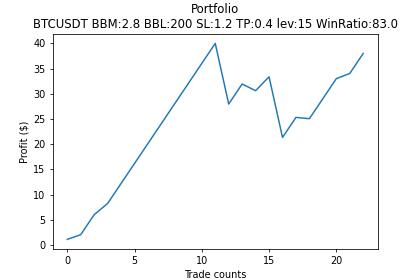 Portfolio
BTCUSDT BBM:2.8 BBL:200 SL:1.2 TP:0.4 lev:15 WinRatio:83.0
40
35
30
25
20
15
10
5
0
Profit ($)
0 5 10 15 20
Trade counts